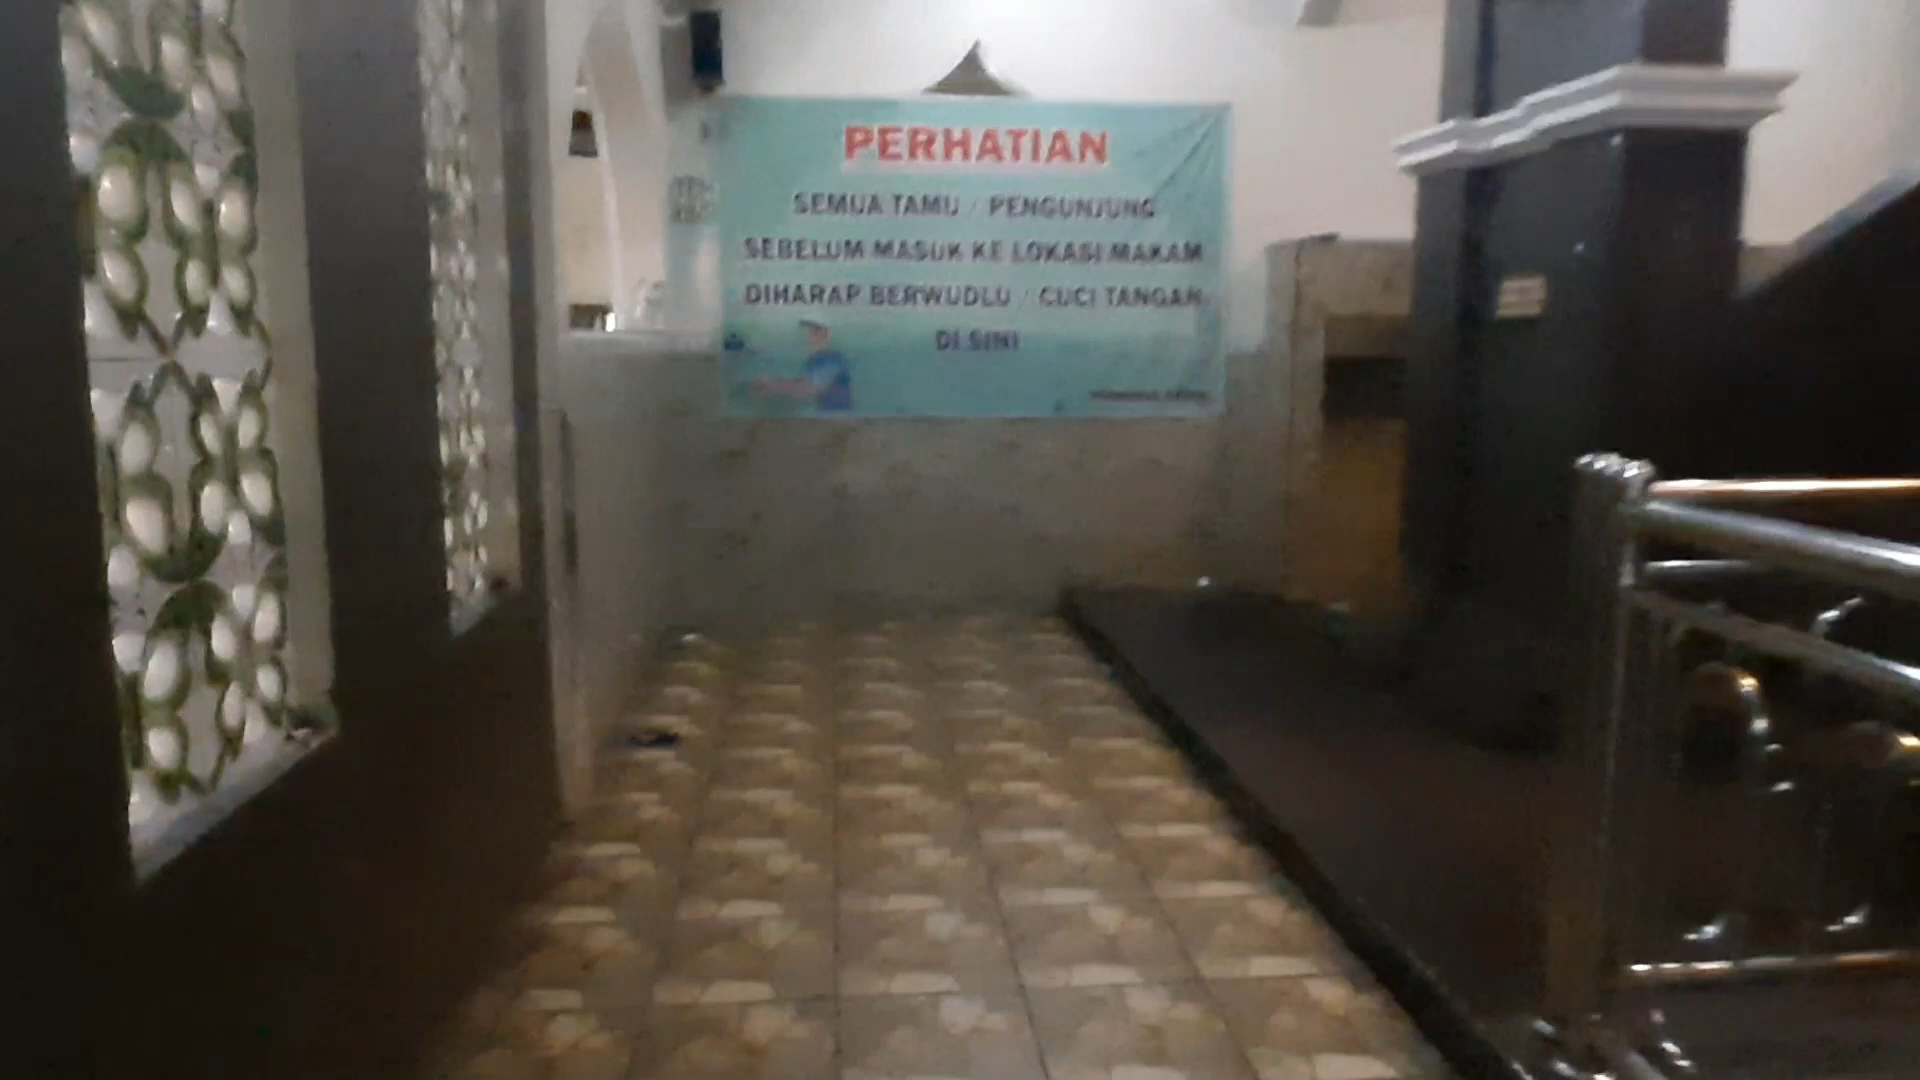 PERHATIAN
SEMUA TAMU / PENGUNJUNG
SEBELUM MASUK KE LOKASI MAKAM
DIHARAP BERWUDLU / CUCI TANGAN
DI SINI